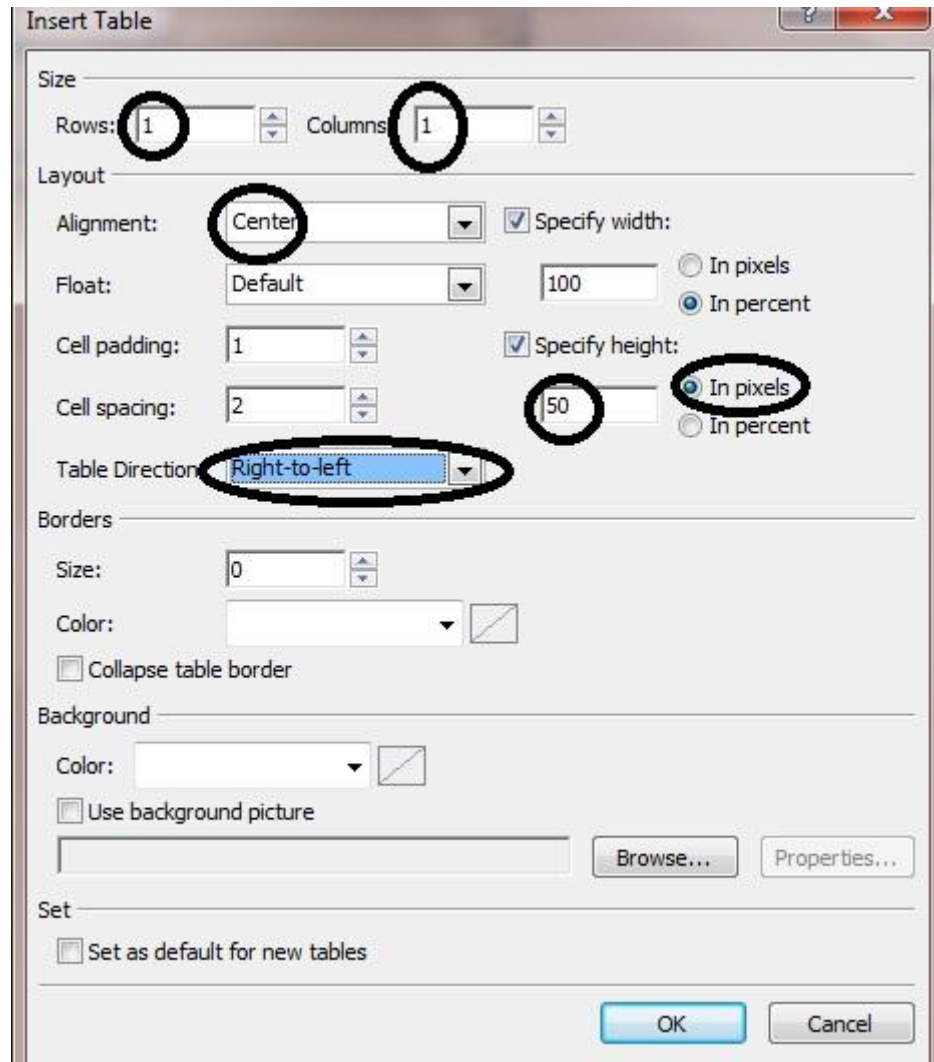 Insert Table
Size
Rows: 1 Columns 1
Layout
Alignment: Center Specify width:
Float: Default 100 In pixels
In percent
Cell padding: 1 Specify height:
Cell spacing: 2 50 In pixels
In percent
Table Direction Right-to-left
Borders
Size: 0
Color:
Collapse table border
Background
Color:
Use background picture
Browse... Properties...
Set
Set as default for new tables
OK Cancel